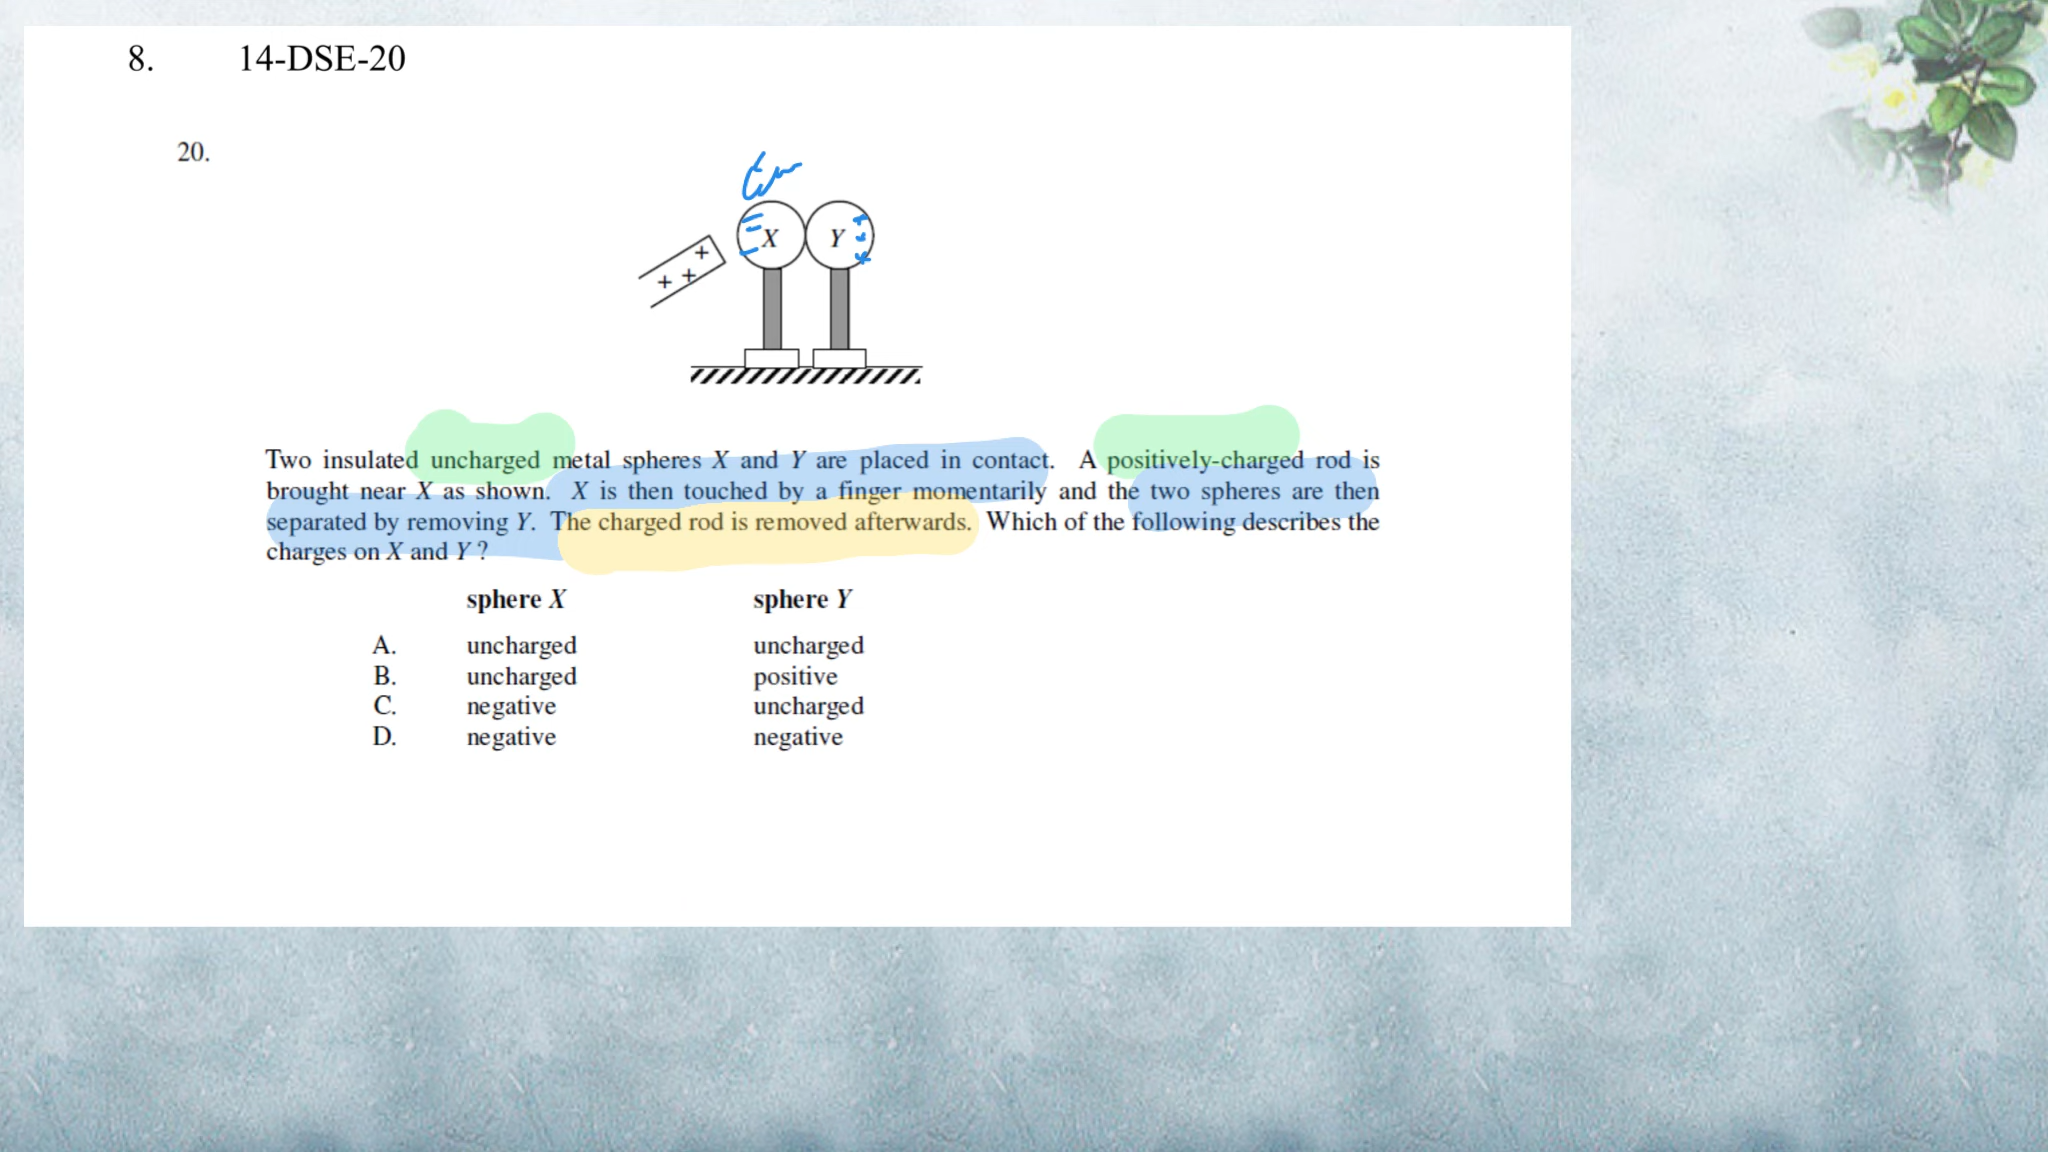 8. 14-DSE-20
20.
X Y
+ + +
Two insulated uncharged metal spheres X and Y are placed in contact. A positively-charged rod is
brought near X as shown. X is then touched by a finger momentarily and the two spheres are then
separated by removing Y. The charged rod is removed afterwards. Which of the following describes the
charges on X and Y ?
sphere X sphere Y
A. uncharged uncharged
B. uncharged positive
C. negative uncharged
D. negative negative